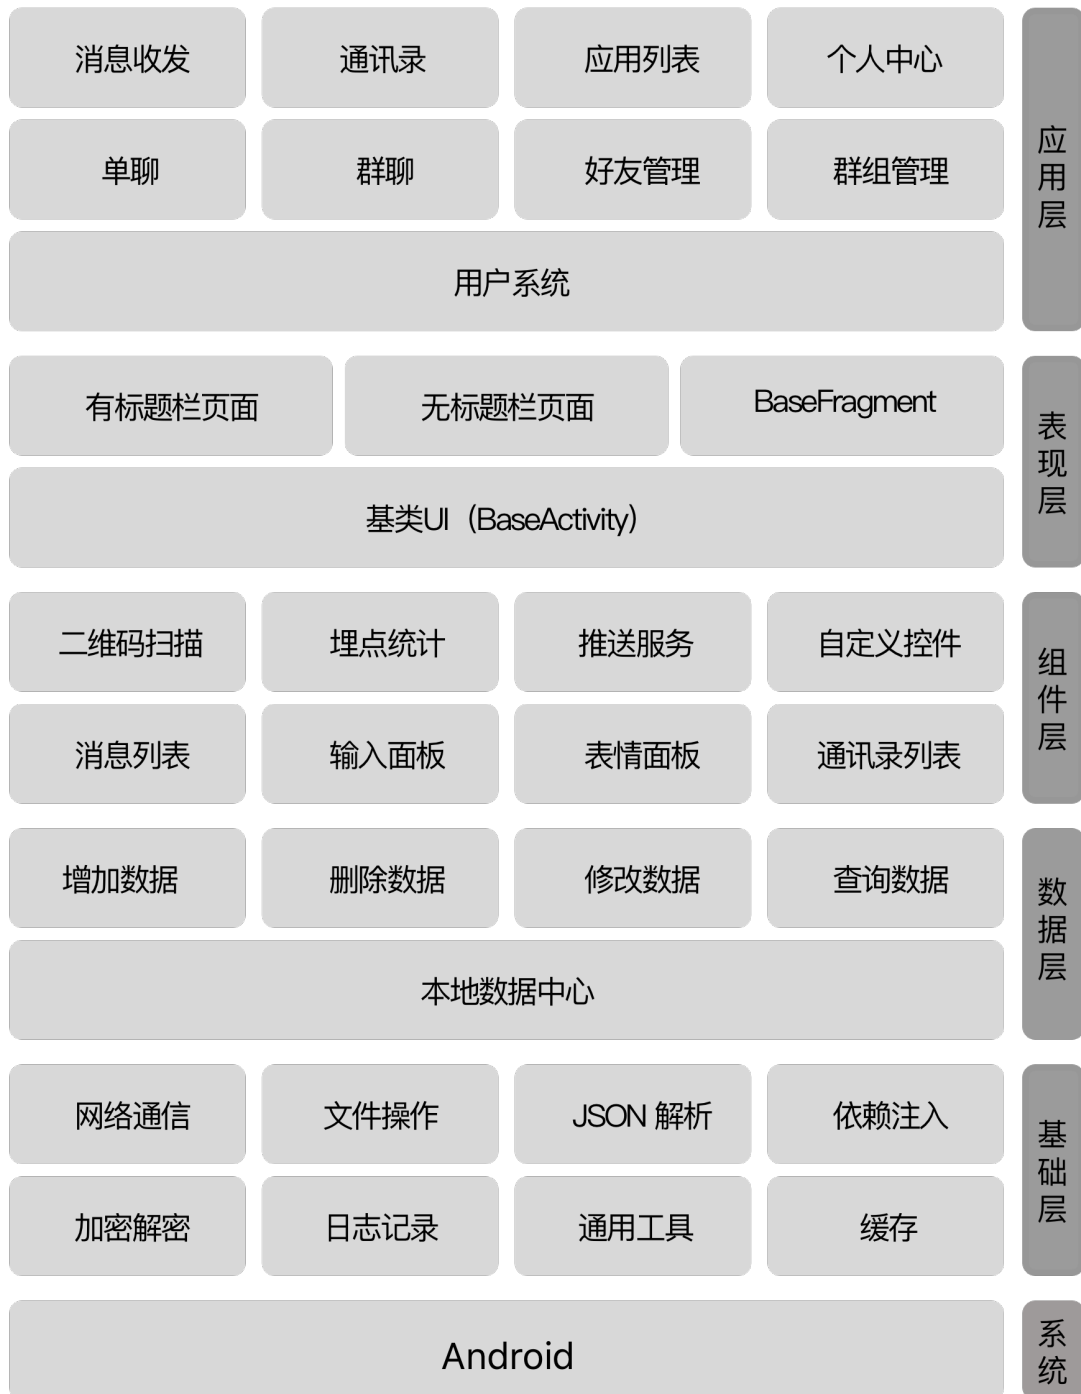 消息收发
通讯录
应用列表
个人中心
单聊
群聊
好友管理
群组管理
用户系统
应用层
有标题栏页面
无标题栏页面
BaseFragment
基类UI（BaseActivity）
表现层
二维码扫描
埋点统计
推送服务
自定义控件
消息列表
输入面板
表情面板
通讯录列表
组件层
增加数据
删除数据
修改数据
查询数据
本地数据中心
数据层
网络通信
文件操作
JSON 解析
依赖注入
加密解密
日志记录
通用工具
缓存
基础层
Android
系统